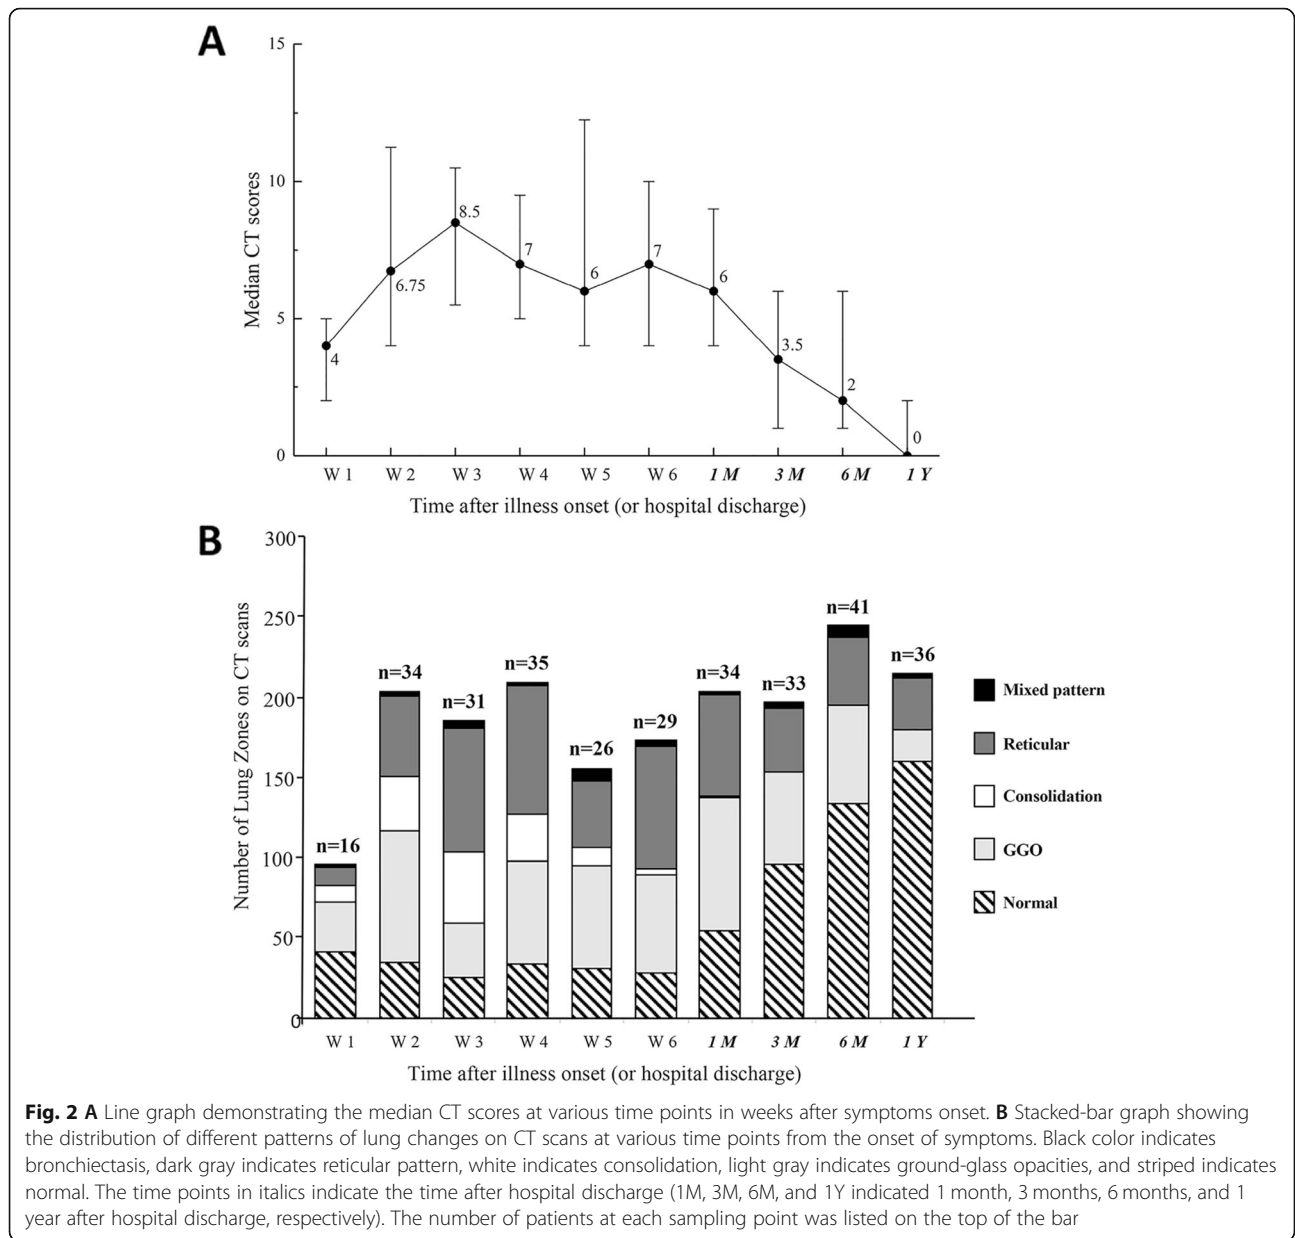 A
15
10
5
0
Median CT scores
4
6.75
8.5
7
6
7
6
3.5
2
0
W 1 W 2 W 3 W 4 W 5 W 6 1 M 3 M 6 M 1 Y
Time after illness onset (or hospital discharge)
B
300
250
200
150
100
50
0
Number of Lung Zones on CT scans
n=16
n=34
n=31
n=35
n=26
n=29
n=34
n=33
n=41
n=36
Mixed pattern
Reticular
Consolidation
GGO
Normal
W 1 W 2 W 3 W 4 W 5 W 6 1 M 3 M 6 M 1 Y
Time after illness onset (or hospital discharge)
Fig. 2 A Line graph demonstrating the median CT scores at various time points in weeks after symptoms onset. B Stacked-bar graph showing
the distribution of different patterns of lung changes on CT scans at various time points from the onset of symptoms. Black color indicates
bronchiectasis, dark gray indicates reticular pattern, white indicates consolidation, light gray indicates ground-glass opacities, and striped indicates
normal. The time points in italics indicate the time after hospital discharge (1M, 3M, 6M, and 1Y indicated 1 month, 3 months, 6 months, and 1
year after hospital discharge, respectively). The number of patients at each sampling point was listed on the top of the bar